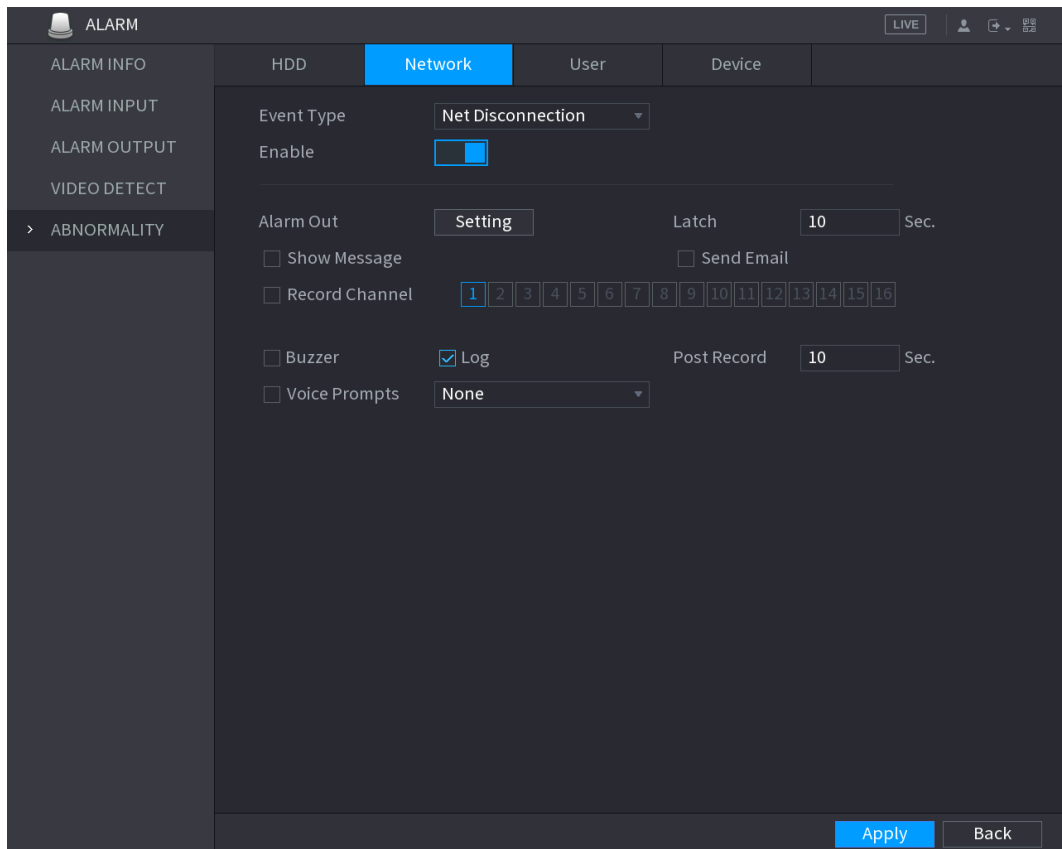 ALARM LIVE
ALARM INFO
ALARM INPUT
ALARM OUTPUT
VIDEO DETECT
> ABNORMALITY
HDD Network User Device
Event Type Net Disconnection
Enable
Alarm Out Setting Latch 10 Sec.
Show Message Send Email
Record Channel 1 2 3 4 5 6 7 8 9 10 11 12 13 14 15 16
Buzzer Log Post Record 10 Sec.
Voice Prompts None
Apply Back